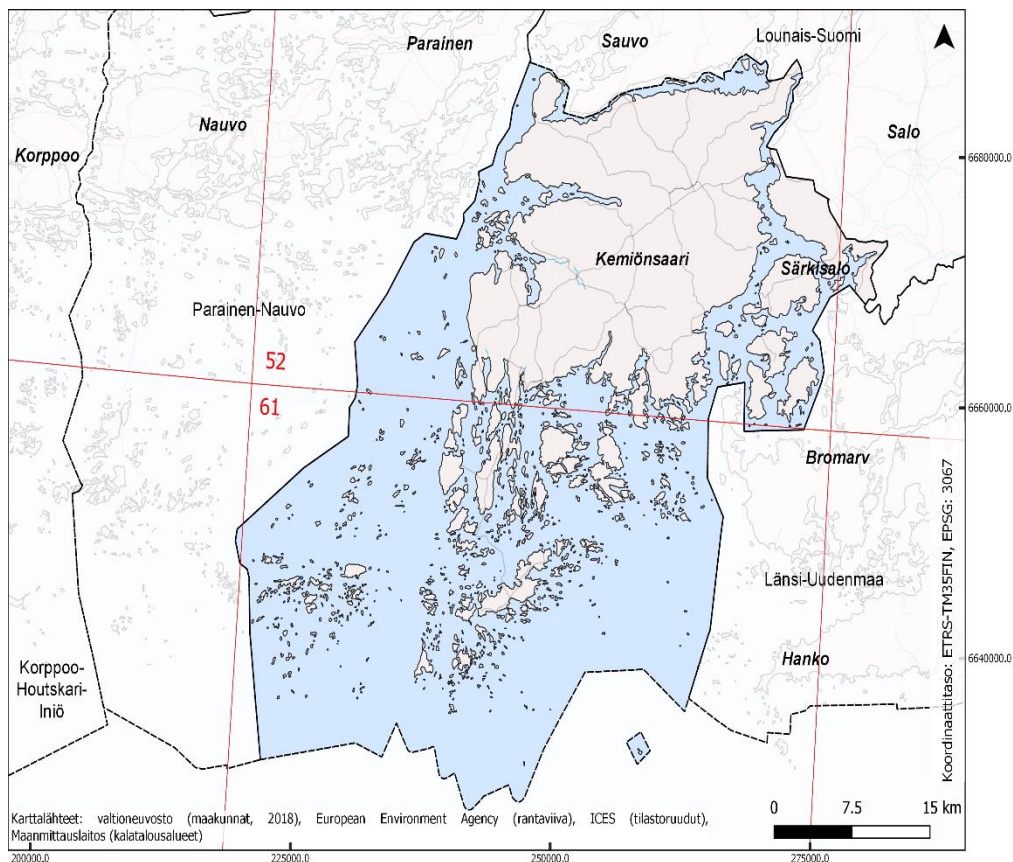 Parainen
Sauvo
Lounais-Suomi
Nauvo
Salo
Korppoo
6680000.0
Kemiönsaari
Särkisalo
Parainen-Nauvo
52
61
6660000.0
Bromarv
Länsi-Uudenmaa
Hanko
6640000.0
Korppoo-
Houtskari-
Iniö
Koordinaattitaso: ETRS-TM35FIN, EPSG: 3067
0 7.5 15 km
Karttalähteet: valtioneuvosto (maakunnat, 2018), European Environment Agency (rantaviiva), ICES (tilastoruudut),
Maanmittauslaitos (kalatalousalueet)
200000.0 225000.0 250000.0 275000.0